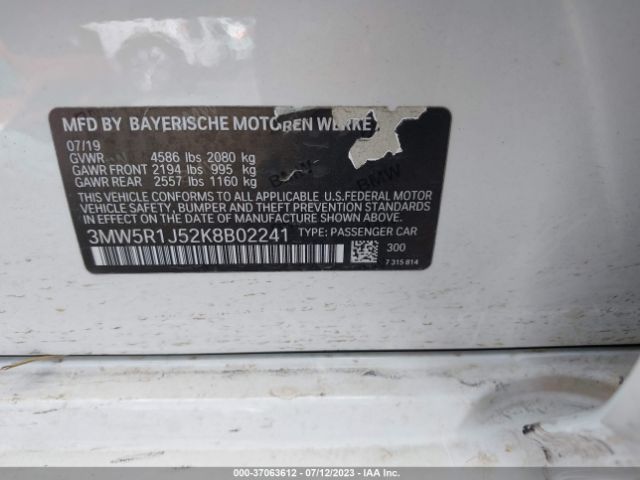 MFD BY BAYERISCHE MOTOREN WERKE
07/19
GVWR 4586 lbs 2080 kg
GAWR FRONT 2194 lbs 995 kg
GAWR REAR 2557 lbs 1160 kg
BMW
THIS VEHICLE CONFORMS TO ALL APPLICABLE U.S.FEDERAL MOTOR
VEHICLE SAFETY, BUMPER AND THEFT PREVENTION STANDARDS
IN EFFECT ON THE DATE OF MANUFACTURE SHOWN ABOVE.
3MW5R1J52K8B02241 TYPE: PASSENGER CAR
300
7 315 814
000-37063612 - 07/12/2023 - IAA Inc.